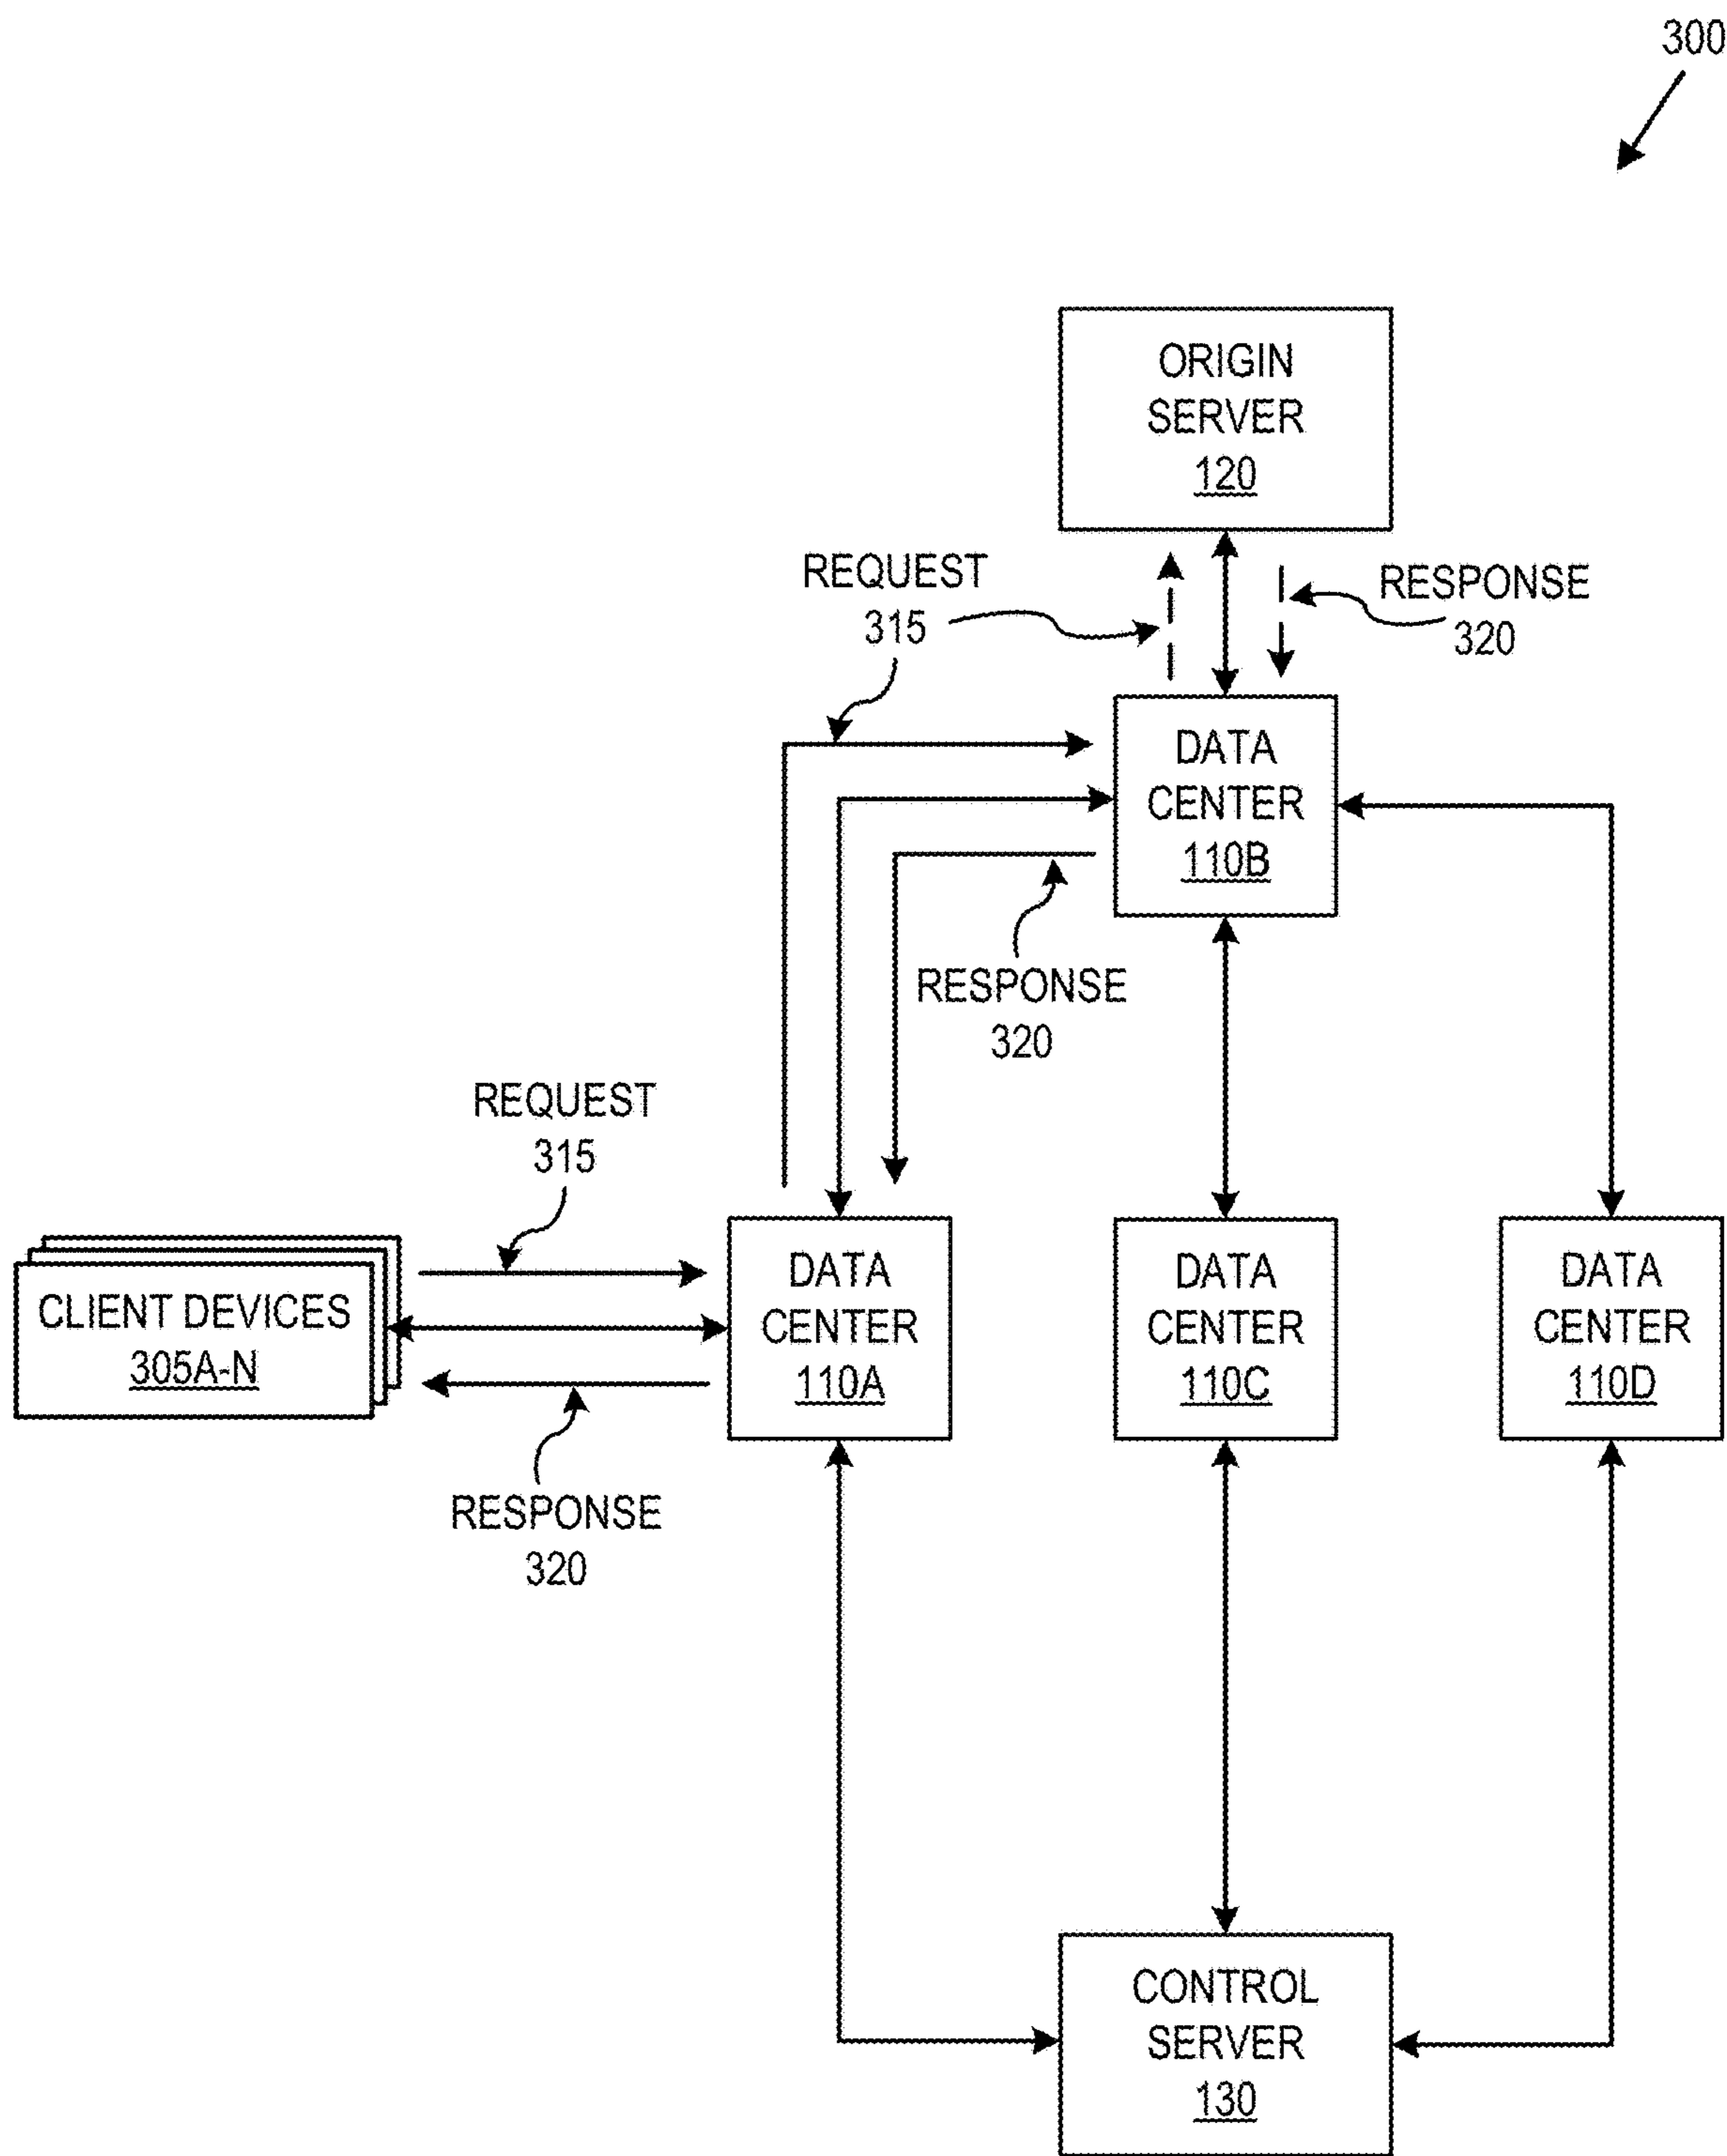 300
ORIGIN
SERVER
120
REQUEST
315
RESPONSE
320
DATA
CENTER
110B
RESPONSE
320
REQUEST
315
CLIENT DEVICES
305A-N
DATA
CENTER
110A
DATA
CENTER
110C
DATA
CENTER
110D
RESPONSE
320
CONTROL
SERVER
130